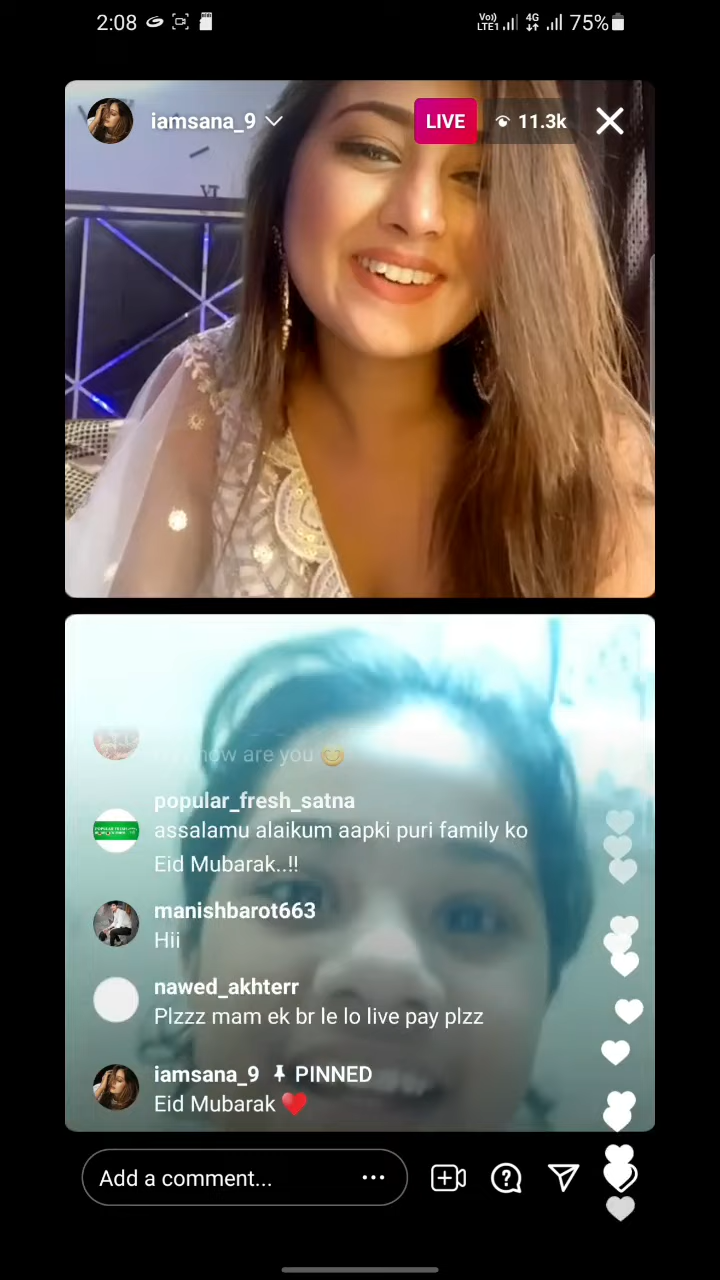 2:08
Vo)) 4G 75%
LTE1
iamsana_9
LIVE
11.3k
VI
how are you 😊
popular_fresh_satna
assalamu alaikum aapki puri family ko
Eid Mubarak..!!
manishbarot663
Hii
nawed_akhterr
Plzzz mam ek br le lo live pay plzz
iamsana_9 PINNED
Eid Mubarak ❤️
Add a comment...